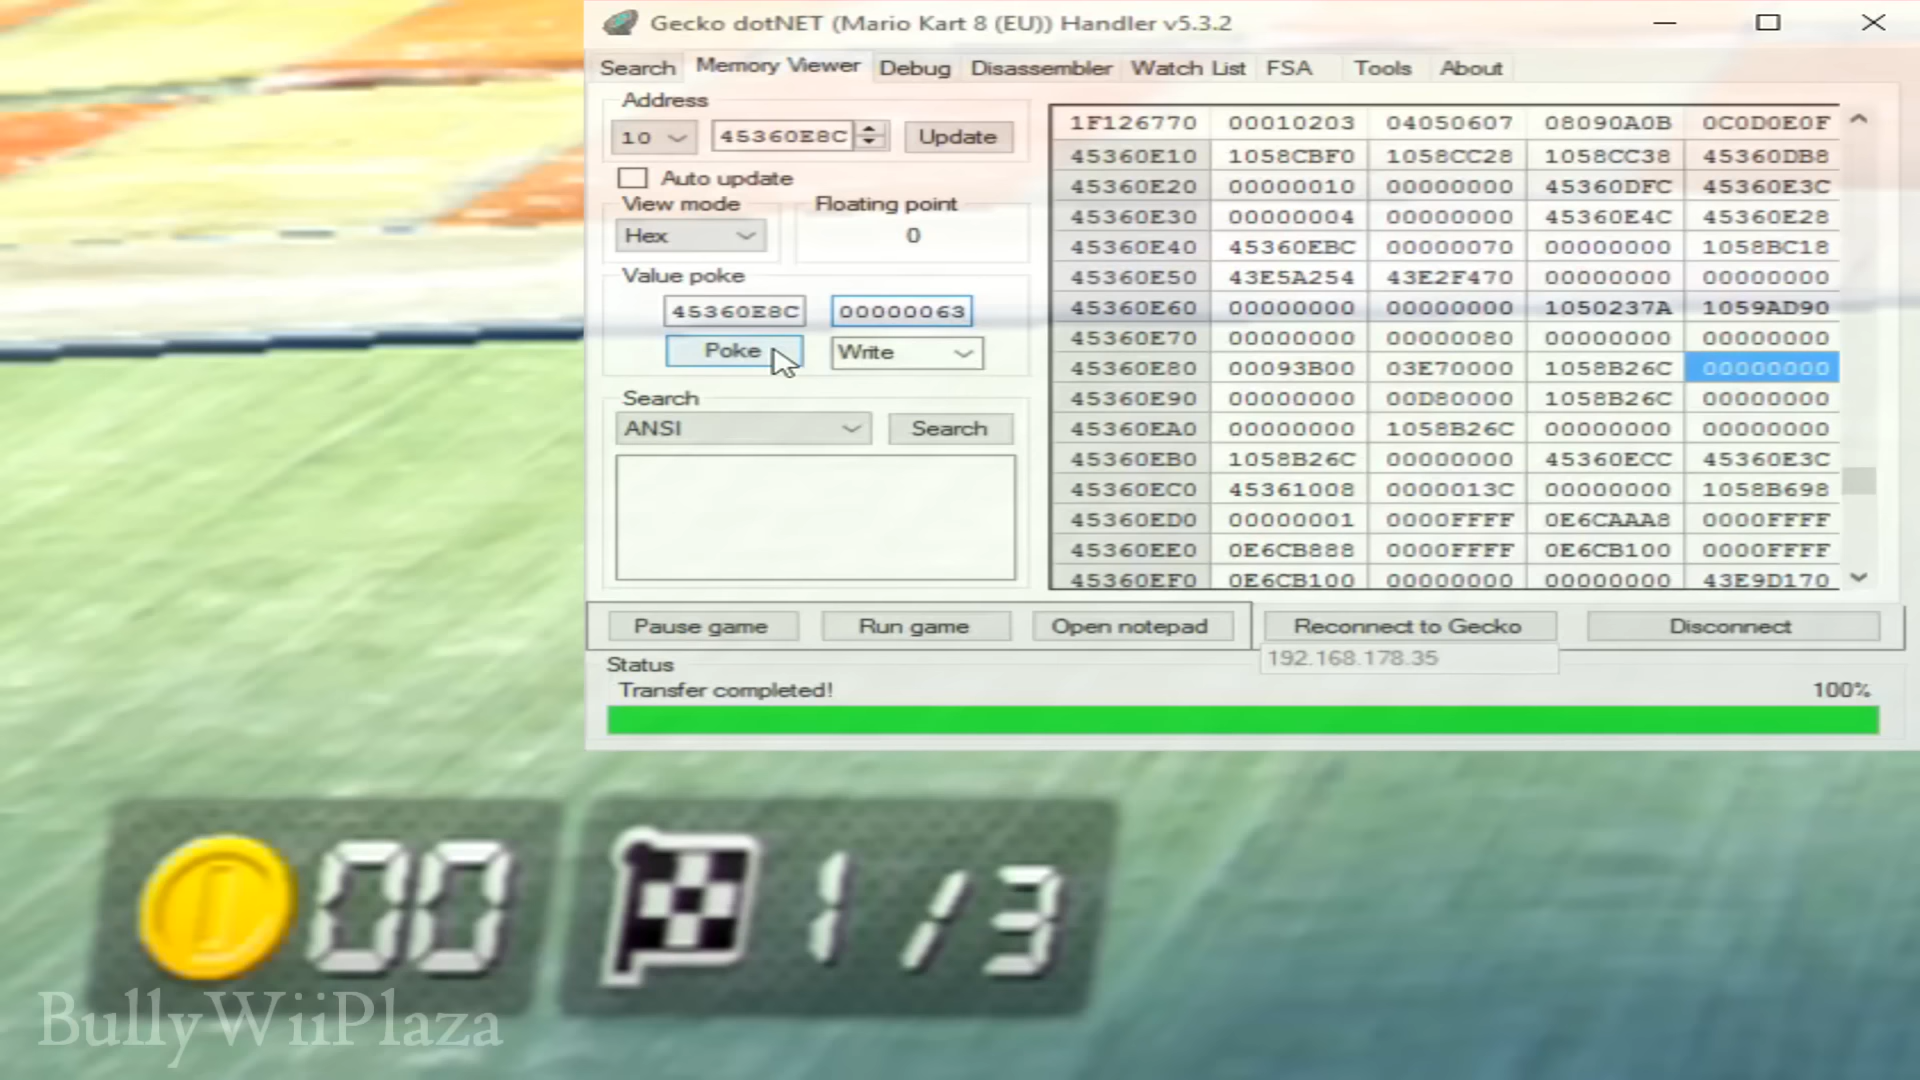 Gecko dotNET (Mario Kart 8 (EU)) Handler v5.3.2
Search Memory Viewer Debug Disassembler Watch List FSA Tools About
Address
10 45360E8C Update
Auto update
View mode Floating point
Hex 0
Value poke
45360E8C 00000063
Poke Write
Search
ANSI Search
1F126770 00010203 04050607 08090A0B 0C0D0E0F
45360E10 1058CBF0 1058CC28 1058CC38 45360DB8
45360E20 00000010 00000000 45360DFC 45360E3C
45360E30 00000004 00000000 45360E4C 45360E28
45360E40 45360EBC 00000070 00000000 1058BC18
45360E50 43E5A254 43E2F470 00000000 00000000
45360E60 00000000 00000000 1050237A 1059AD90
45360E70 00000000 00000080 00000000 00000000
45360E80 00093B00 03E70000 1058B26C 00000000
45360E90 00000000 00D80000 1058B26C 00000000
45360EA0 00000000 1058B26C 00000000 00000000
45360EB0 1058B26C 00000000 45360ECC 45360E3C
45360EC0 45361008 0000013C 00000000 1058B698
45360ED0 00000001 0000FFFF 0E6CAAA8 0000FFFF
45360EE0 0E6CB888 0000FFFF 0E6CB100 0000FFFF
45360EF0 0E6CB100 00000000 00000000 43E9D170
Pause game Run game Open notepad Reconnect to Gecko Disconnect
192.168.178.35
Status
Transfer completed! 100%
00 1/3
BullyWiiPlaza